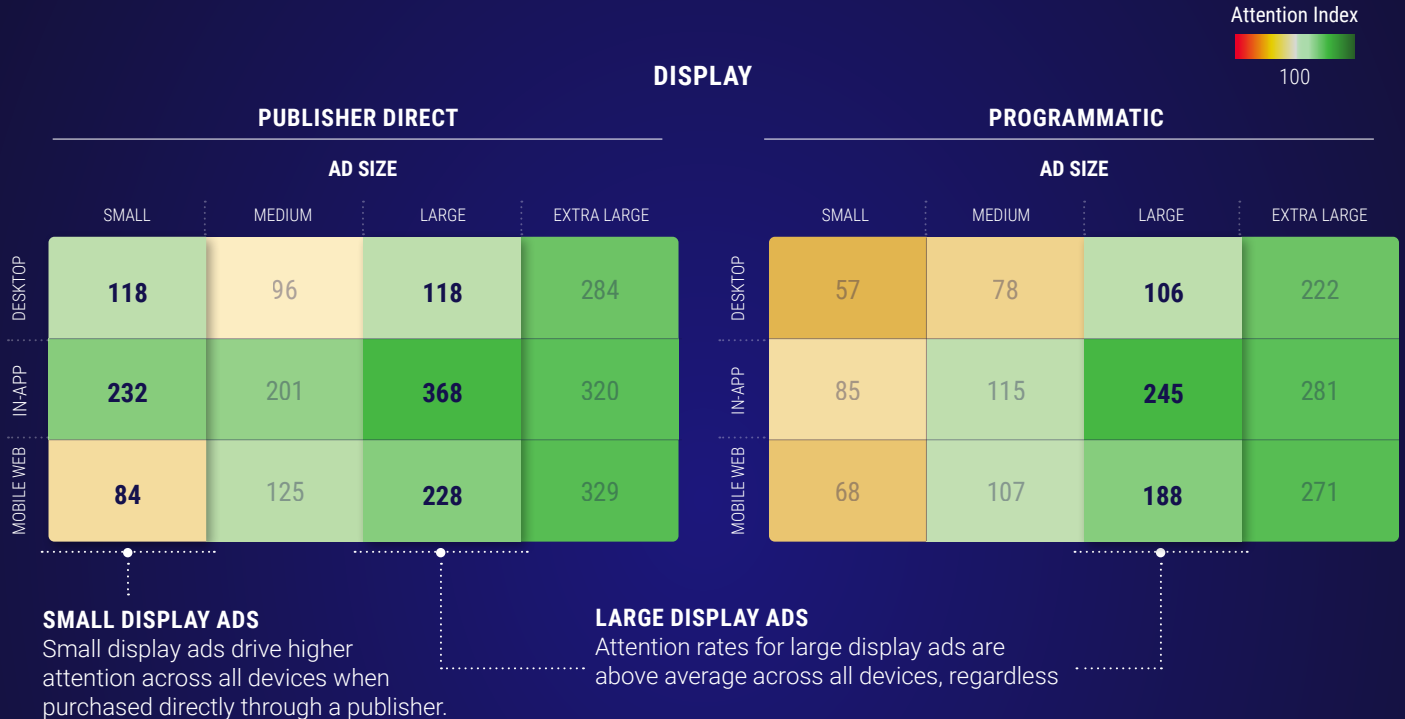 Attention Index
100
DISPLAY
PUBLISHER DIRECT
AD SIZE
SMALL MEDIUM LARGE EXTRA LARGE
DESKTOP 118 96 118 284
IN-APP 232 201 368 320
MOBILE WEB 84 125 228 329
PROGRAMMATIC
AD SIZE
SMALL MEDIUM LARGE EXTRA LARGE
DESKTOP 57 78 106 222
IN-APP 85 115 245 281
MOBILE WEB 68 107 188 271
SMALL DISPLAY ADS
Small display ads drive higher
attention across all devices when
purchased directly through a publisher.
LARGE DISPLAY ADS
Attention rates for large display ads are
above average across all devices, regardless